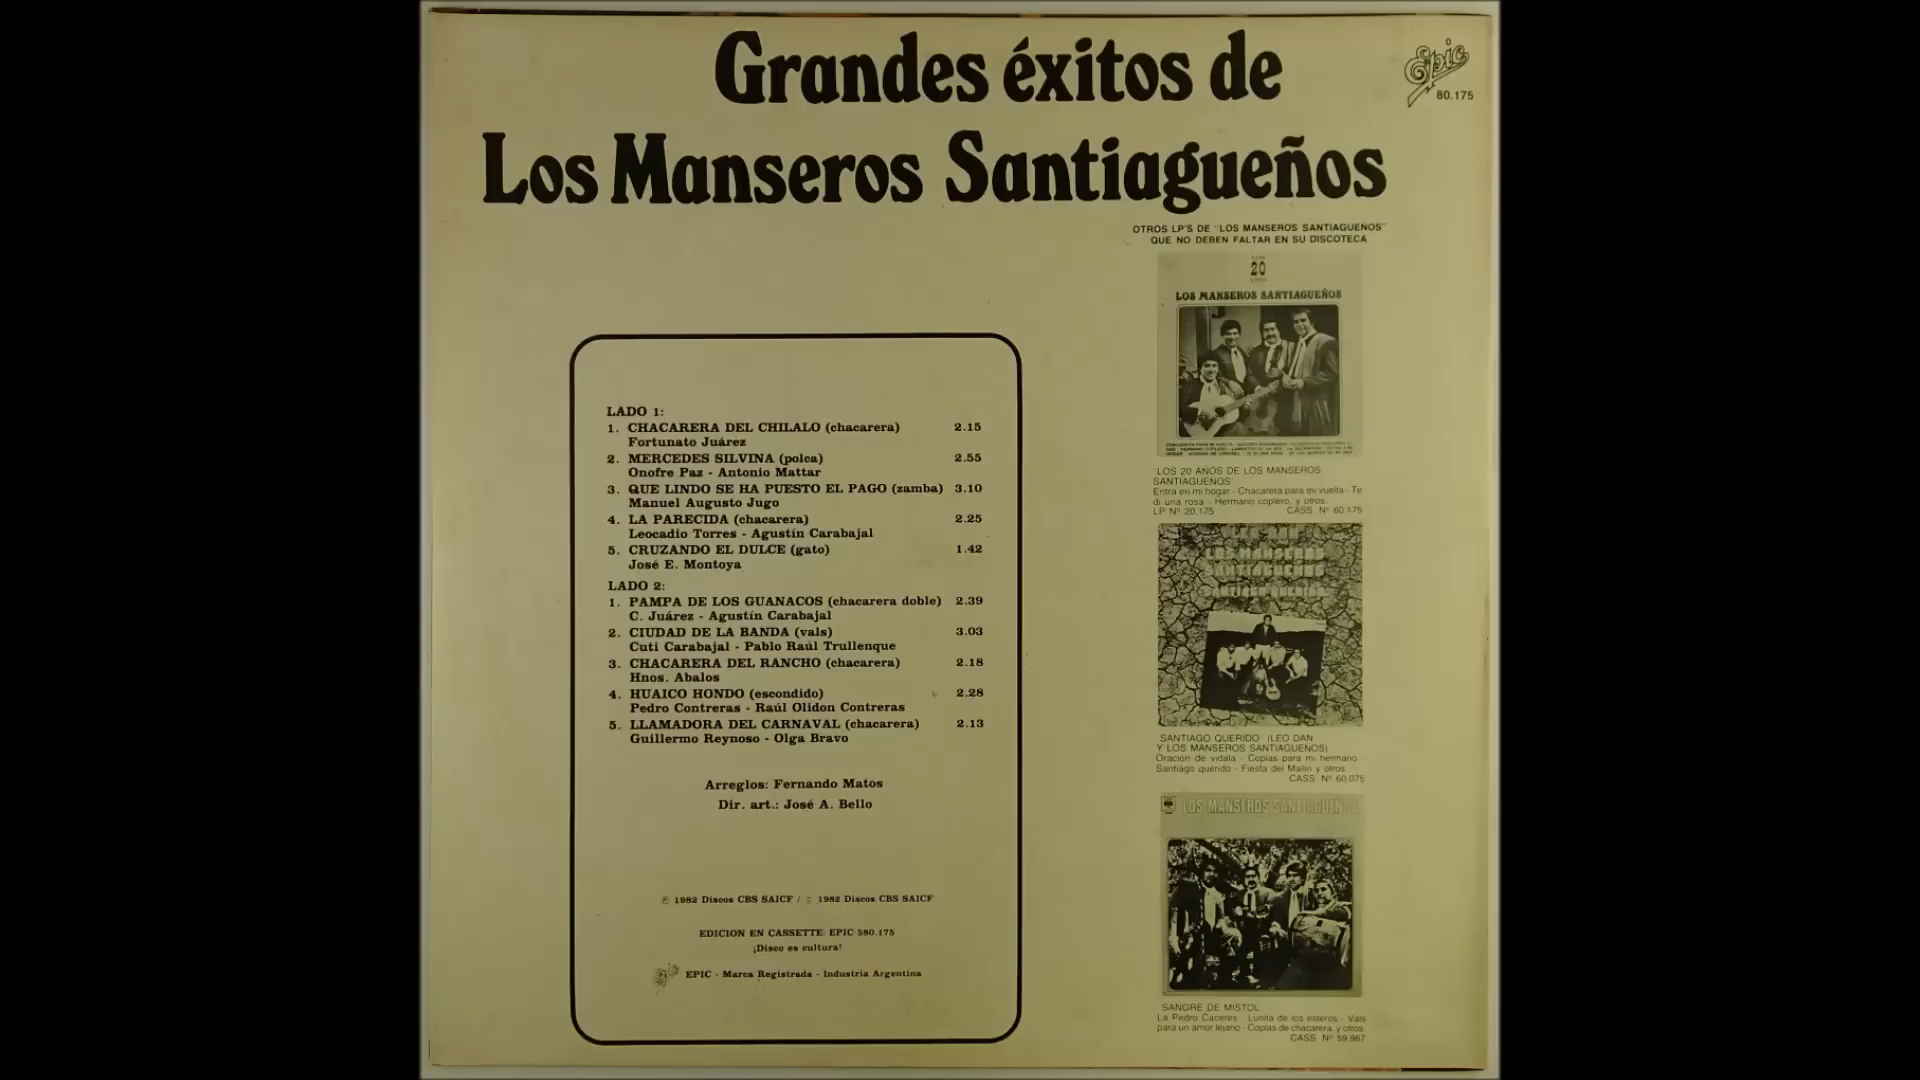 Grandes éxitos de
Los Manseros Santiagueños
Epic
80.175
OTROS LP'S DE "LOS MANSEROS SANTIAGUEÑOS"
QUE NO DEBEN FALTAR EN SU DISCOTECA
20
LOS MANSEROS SANTIAGUEÑOS
"LOS 20 AÑOS DE LOS MANSEROS
SANTIAGUEÑOS"
Entra en mi hogar - Chacarera para mi vuelta - Te
di una rosa - Hermano coplero, y otros.
LP Nº 20.175 CASS. Nº 60.175
LOS MANSEROS
SANTIAGUEÑOS
SANTIAGO QUERIDO
"SANTIAGO QUERIDO" (LEO DAN
Y LOS MANSEROS SANTIAGUEÑOS)
Oración de vidala - Coplas para mi hermano -
Santiago querido - Fiesta del Mailin y otros.
CASS. Nº 60.075
LOS MANSEROS SANTIAGUEÑOS
"SANGRE DE MISTOL"
La Pedro Cáceres - Lunita de los esteros - Vals
para un amor lejano - Coplas de chacarera, y otros
CASS. Nº 59.967
LADO 1:
1. CHACARERA DEL CHILALO (chacarera) 2.15
Fortunato Juárez
2. MERCEDES SILVINA (polca) 2.55
Onofre Paz - Antonio Mattar
3. QUE LINDO SE HA PUESTO EL PAGO (zamba) 3.10
Manuel Augusto Jugo
4. LA PARECIDA (chacarera) 2.25
Leocadio Torres - Agustín Carabajal
5. CRUZANDO EL DULCE (gato) 1.42
José E. Montoya
LADO 2:
1. PAMPA DE LOS GUANACOS (chacarera doble) 2.39
C. Juárez - Agustín Carabajal
2. CIUDAD DE LA BANDA (vals) 3.03
Cuti Carabajal - Pablo Raúl Trullenque
3. CHACARERA DEL RANCHO (chacarera) 2.18
Hnos. Abalos
4. HUAICO HONDO (escondido) 2.28
Pedro Contreras - Raúl Olidon Contreras
5. LLAMADORA DEL CARNAVAL (chacarera) 2.13
Guillermo Reynoso - Olga Bravo
Arreglos: Fernando Matos
Dir. art.: José A. Bello
℗ 1982 Discos CBS SAICF / © 1982 Discos CBS SAICF
EDICION EN CASSETTE: EPIC 580.175
¡Disco es cultura!
EPIC - Marca Registrada - Industria Argentina